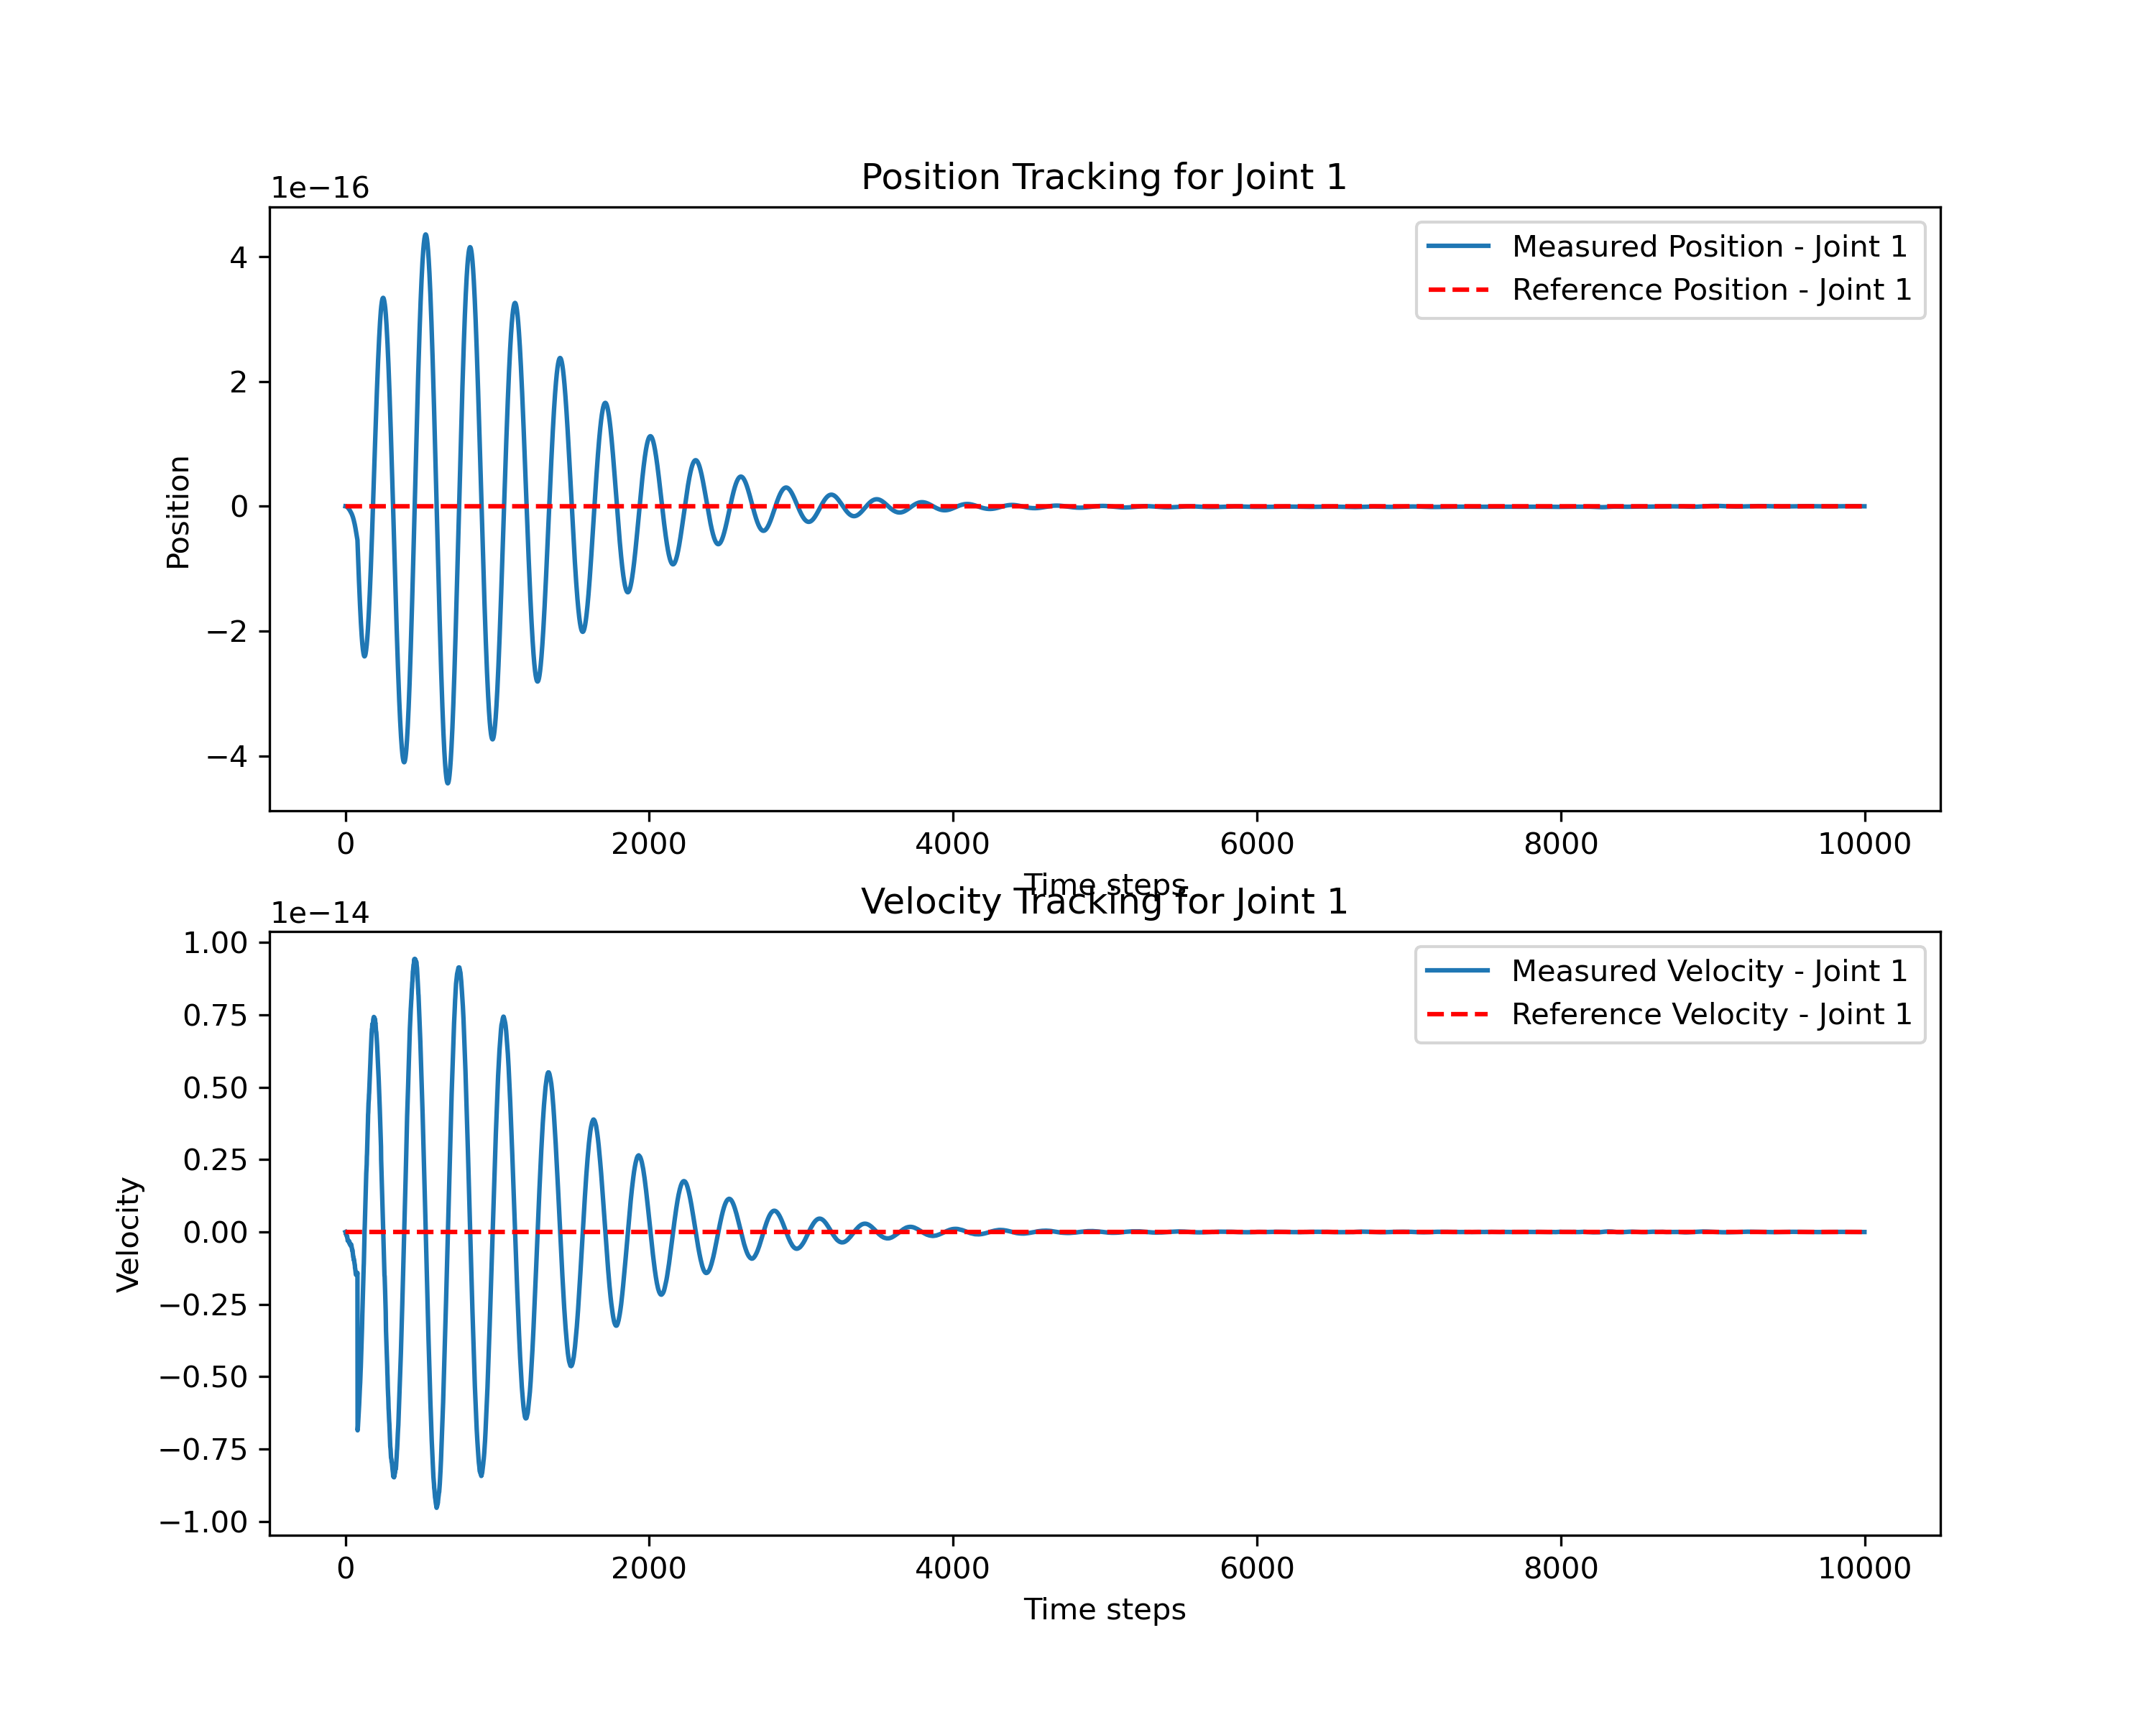 Position Tracking for Joint 1
1e−16
Measured Position - Joint 1
Reference Position - Joint 1
4
2
0
−2
−4
Position
0 2000 4000 6000 8000 10000
Time steps
Velocity Tracking for Joint 1
1e−14
Measured Velocity - Joint 1
Reference Velocity - Joint 1
1.00
0.75
0.50
0.25
0.00
−0.25
−0.50
−0.75
−1.00
Velocity
0 2000 4000 6000 8000 10000
Time steps